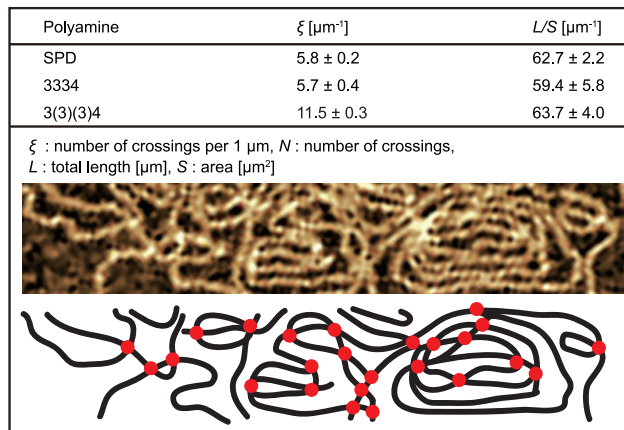 Polyamine ξ [µm⁻¹] L/S [µm⁻¹]
SPD 5.8 ± 0.2 62.7 ± 2.2
3334 5.7 ± 0.4 59.4 ± 5.8
3(3)(3)4 11.5 ± 0.3 63.7 ± 4.0
ξ : number of crossings per 1 µm, N : number of crossings,
L : total length [µm], S : area [µm²]